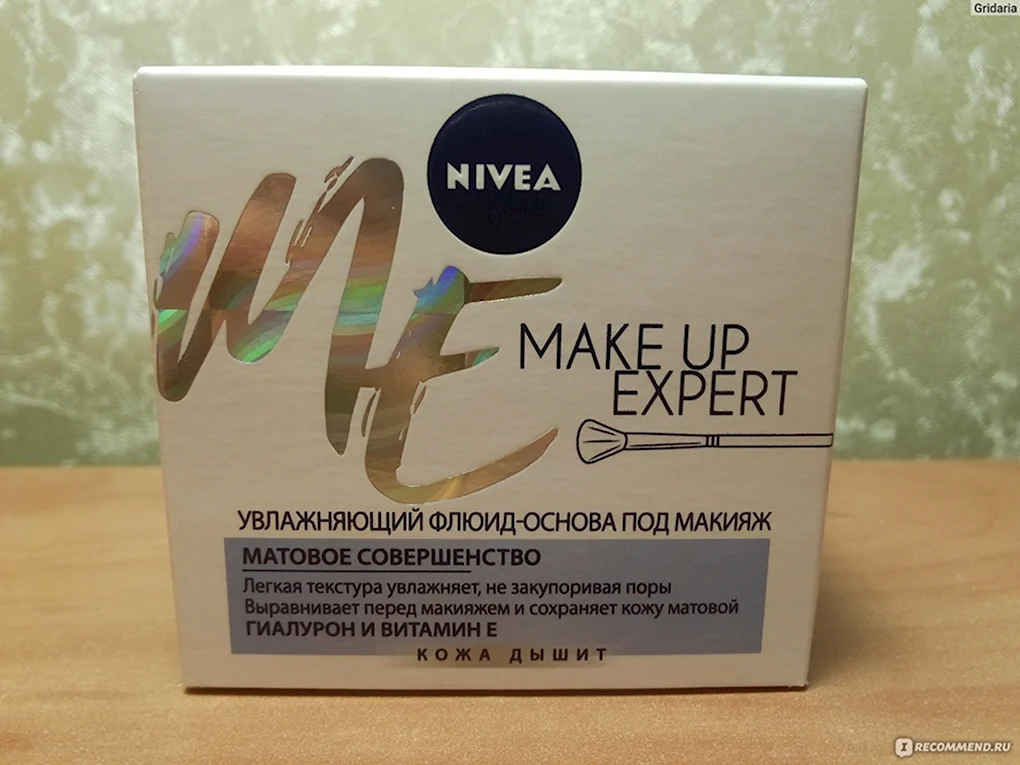 Gridaria
NIVEA
ME
MAKE UP
EXPERT
УВЛАЖНЯЮЩИЙ ФЛЮИД-ОСНОВА ПОД МАКИЯЖ
МАТОВОЕ СОВЕРШЕНСТВО
Легкая текстура увлажняет, не закупоривая поры
Выравнивает перед макияжем и сохраняет кожу матовой
ГИАЛУРОН И ВИТАМИН Е
КОЖА ДЫШИТ
IRECOMMEND.RU